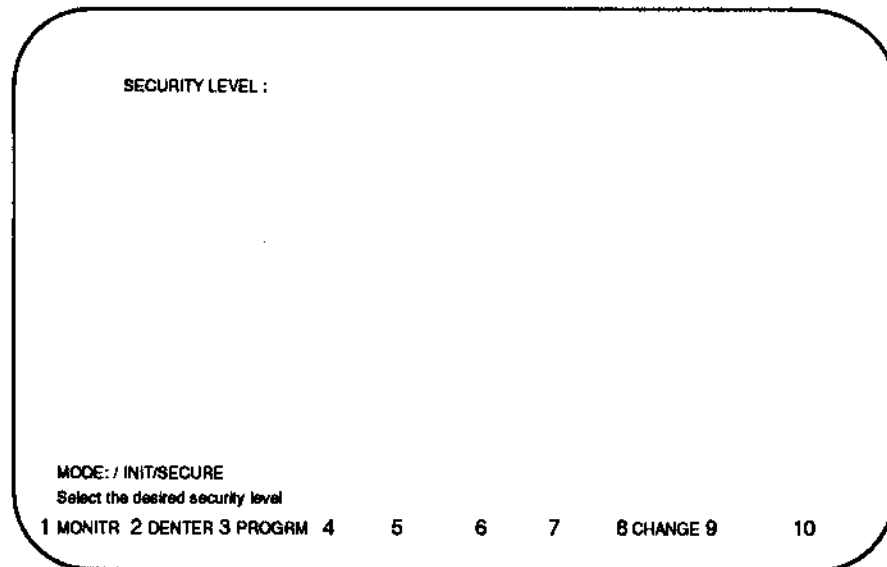 SECURITY LEVEL :
MODE: / INIT/SECURE
Select the desired security level
1 MONITR 2 DENTER 3 PROGRM 4 5 6 7 8 CHANGE 9 10